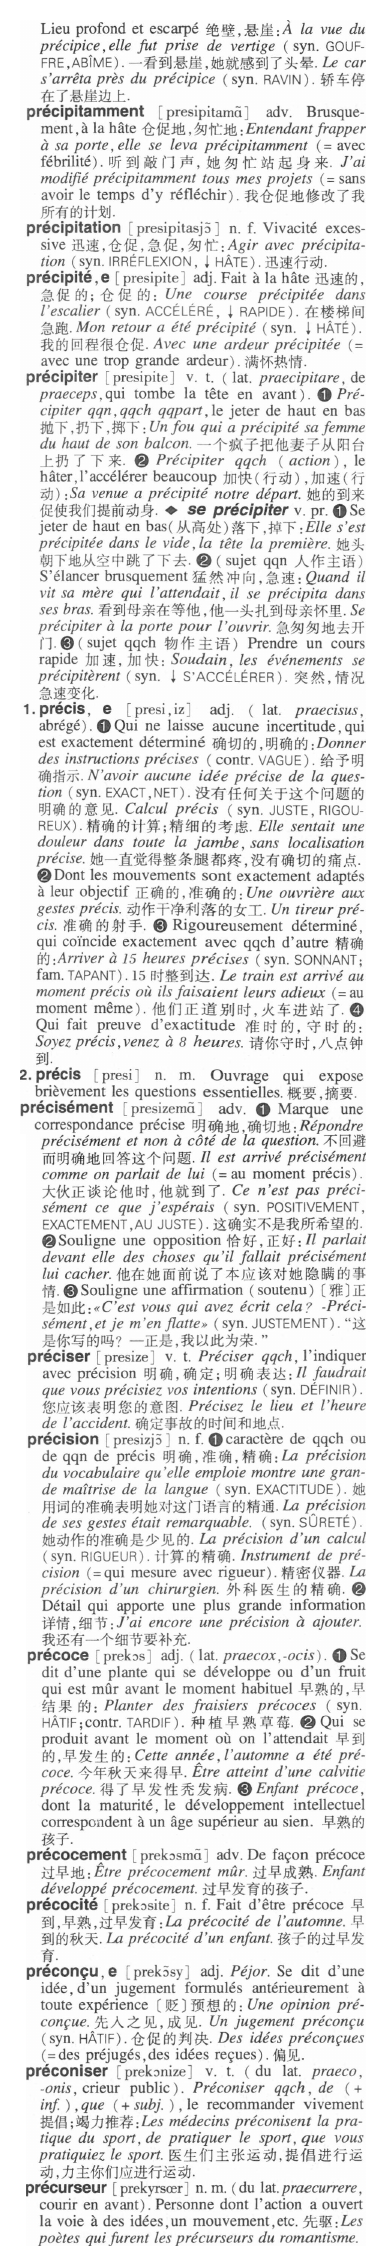 Lieu profond et escarpé 绝壁,悬崖:À la vue du
précipice,elle fut prise de vertige (syn. GOUF-
FRE,ABÎME). 一看到悬崖,她就感到了头晕. Le car
s'arrêta près du précipice (syn. RAVIN). 轿车停
在了悬崖边上.
précipitamment [presipitamɑ̃] adv. Brusque-
ment,à la hâte 仓促地,匆忙地:Entendant frapper
à sa porte,elle se leva précipitamment (= avec
fébrilité). 听到敲门声,她匆忙站起身来. J'ai
modifié précipitamment tous mes projets (= sans
avoir le temps d'y réfléchir). 我仓促地修改了我
所有的计划.
précipitation [presipitasjɔ̃] n. f. Vivacité exces-
sive 迅速,仓促,急促,匆忙:Agir avec précipita-
tion (syn. IRRÉFLEXION, ↓ HÂTE). 迅速行动.
précipité,e [presipite] adj. Fait à la hâte 迅速的,
急促的; 仓促的: Une course précipitée dans
l'escalier (syn. ACCÉLÉRÉ, ↓ RAPIDE). 在楼梯间
急跑. Mon retour a été précipité (syn. ↓ HÂTÉ).
我的回程很仓促. Avec une ardeur précipitée (=
avec une trop grande ardeur). 满怀热情.
précipiter [presipite] v. t. (lat. praecipitare, de
praeceps,qui tombe la tête en avant). ❶ Pré-
cipiter qqn,qqch qqpart,le jeter de haut en bas
抛下,扔下,掷下:Un fou qui a précipité sa femme
du haut de son balcon. 一个疯子把他妻子从阳台
上扔了下来. ❷ Précipiter qqch (action), le
hâter,l'accélérer beaucoup 加快(行动),加速(行
动):Sa venue a précipité notre départ. 她的到来
促使我们提前动身. ◆ se précipiter v. pr. ❶Se
jeter de haut en bas(从高处)落下,掉下:Elle s'est
précipitée dans le vide,la tête la première. 她头
朝下地从空中跳了下去. ❷(sujet qqn 人作主语)
S'élancer brusquement 猛然冲向,急速:Quand il
vit sa mère qui l'attendait,il se précipita dans
ses bras. 看到母亲在等他,他一头扎到母亲怀里. Se
précipiter à la porte pour l'ouvrir. 急匆匆地去开
门. ❸(sujet qqch 物作主语) Prendre un cours
rapide 加速,加快: Soudain, les événements se
précipitèrent (syn. ↓ S'ACCÉLÉRER). 突然,情况
急速变化.
1. précis, e [presi,iz] adj. ( lat. praecisus,
abrégé). ❶Qui ne laisse aucune incertitude,qui
est exactement déterminé 确切的,明确的:Donner
des instructions précises (contr. VAGUE). 给予明
确指示. N'avoir aucune idée précise de la ques-
tion (syn. EXACT,NET). 没有任何关于这个问题的
明确的意见. Calcul précis (syn. JUSTE, RIGOU-
REUX). 精确的计算;精细的考虑. Elle sentait une
douleur dans toute la jambe, sans localisation
précise. 她一直觉得整条腿都疼,没有确切的痛点.
❷Dont les mouvements sont exactement adaptés
à leur objectif 正确的,准确的:Une ouvrière aux
gestes précis. 动作干净利落的女工. Un tireur pré-
cis. 准确的射手. ❸ Rigoureusement déterminé,
qui coïncide exactement avec qqch d'autre 精确
的:Arriver à 15 heures précises (syn. SONNANT;
fam. TAPANT). 15 时整到达. Le train est arrivé au
moment précis où ils faisaient leurs adieux (= au
moment même). 他们正道别时,火车进站了. ❹
Qui fait preuve d'exactitude 准时的,守时的:
Soyez précis,venez à 8 heures. 请你守时,八点钟
到.
2. précis [presi] n. m. Ouvrage qui expose
brièvement les questions essentielles. 概要,摘要.
précisément [presizemɑ̃] adv. ❶ Marque une
correspondance précise 明确地,确切地:Répondre
précisément et non à côté de la question. 不回避
而明确地回答这个问题. Il est arrivé précisément
comme on parlait de lui (= au moment précis).
大伙正谈论他时,他就到了. Ce n'est pas préci-
sément ce que j'espérais (syn. POSITIVEMENT,
EXACTEMENT,AU JUSTE). 这确实不是我所希望的.
❷Souligne une opposition 恰好,正好:Il parlait
devant elle des choses qu'il fallait précisément
lui cacher. 他在她面前说了本应该对她隐瞒的事
情. ❸Souligne une affirmation (soutenu) [雅]正
是如此:«C'est vous qui avez écrit cela? -Préci-
sément,et je m'en flatte» (syn. JUSTEMENT). “这
是你写的吗? —正是,我以此为荣.”
préciser [presize] v. t. Préciser qqch, l'indiquer
avec précision 明确,确定;明确表达:Il faudrait
que vous précisiez vos intentions (syn. DÉFINIR).
您应该表明您的意图. Précisez le lieu et l'heure
de l'accident. 确定事故的时间和地点.
précision [presizjɔ̃] n. f. ❶caractère de qqch ou
de qqn de précis 明确,准确,精确:La précision
du vocabulaire qu'elle emploie montre une gran-
de maîtrise de la langue (syn. EXACTITUDE). 她
用词的准确表明她对这门语言的精通. La précision
de ses gestes était remarquable. (syn. SÛRETÉ).
她动作的准确是少见的. La précision d'un calcul
(syn. RIGUEUR). 计算的精确. Instrument de pré-
cision (= qui mesure avec rigueur). 精密仪器. La
précision d'un chirurgien. 外科医生的精确. ❷
Détail qui apporte une plus grande information
详情,细节:J'ai encore une précision à ajouter.
我还有一个细节要补充.
précoce [prekɔs] adj. (lat. praecox,-ocis). ❶Se
dit d'une plante qui se développe ou d'un fruit
qui est mûr avant le moment habituel 早熟的,早
结果的: Planter des fraisiers précoces ( syn.
HÂTIF;contr. TARDIF). 种植早熟草莓. ❷ Qui se
produit avant le moment où on l'attendait 早到
的,早发生的:Cette année,l'automne a été pré-
coce. 今年秋天来得早. Être atteint d'une calvitie
précoce. 得了早发性秃发病. ❸ Enfant précoce,
dont la maturité, le développement intellectuel
correspondent à un âge supérieur au sien. 早熟的
孩子.
précocement [prekɔsmɑ̃] adv. De façon précoce
过早地:Être précocement mûr. 过早成熟. Enfant
développé précocement. 过早发育的孩子.
précocité [prekɔsite] n. f. Fait d'être précoce 早
到,早熟,过早发育:La précocité de l'automne. 早
到的秋天. La précocité d'un enfant. 孩子的过早发
育.
préconçu,e [prekɔ̃sy] adj. Péjor. Se dit d'une
idée,d'un jugement formulés antérieurement à
toute expérience [贬]预想的:Une opinion pré-
conçue. 先入之见,成见. Un jugement préconçu
(syn. HÂTIF). 仓促的判决. Des idées préconçues
(= des préjugés,des idées reçues). 偏见.
préconiser [prekɔnize] v. t. ( du lat. praeco,
-onis, crieur public). Préconiser qqch, de (+
inf.),que (+ subj.), le recommander vivement
提倡;竭力推荐:Les médecins préconisent la pra-
tique du sport, de pratiquer le sport, que vous
pratiquiez le sport. 医生们主张运动,提倡进行运
动,力主你们应进行运动.
précurseur [prekyrsœr] n. m. (du lat. praecurrere,
courir en avant). Personne dont l'action a ouvert
la voie à des idées,un mouvement,etc. 先驱:Les
poètes qui furent les précurseurs du romantisme.